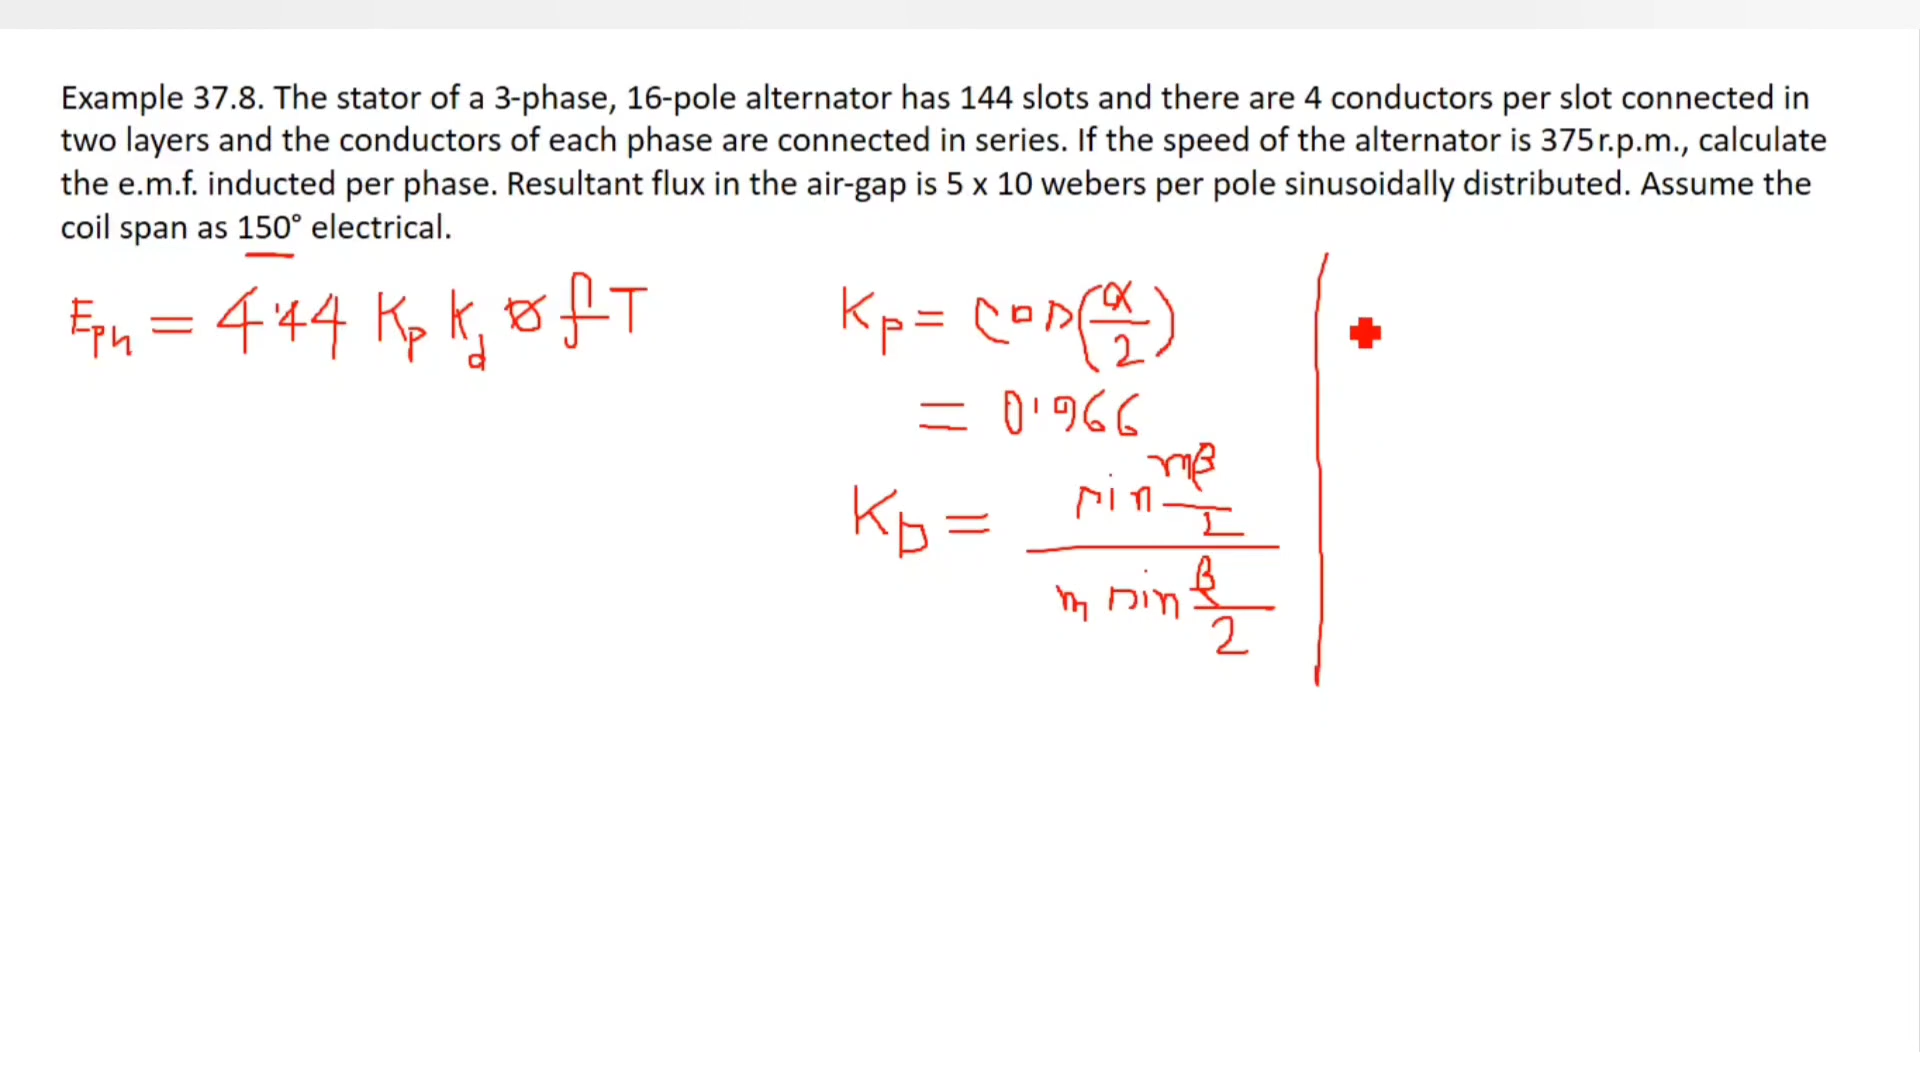 Example 37.8. The stator of a 3-phase, 16-pole alternator has 144 slots and there are 4 conductors per slot connected in
two layers and the conductors of each phase are connected in series. If the speed of the alternator is 375r.p.m., calculate
the e.m.f. inducted per phase. Resultant flux in the air-gap is 5 x 10 webers per pole sinusoidally distributed. Assume the
coil span as 150° electrical.
Eph = 4.44 Kp Kd ø f T
Kp = cos(α/2)
= 0.966
KD = sin mβ/2 / m sin β/2